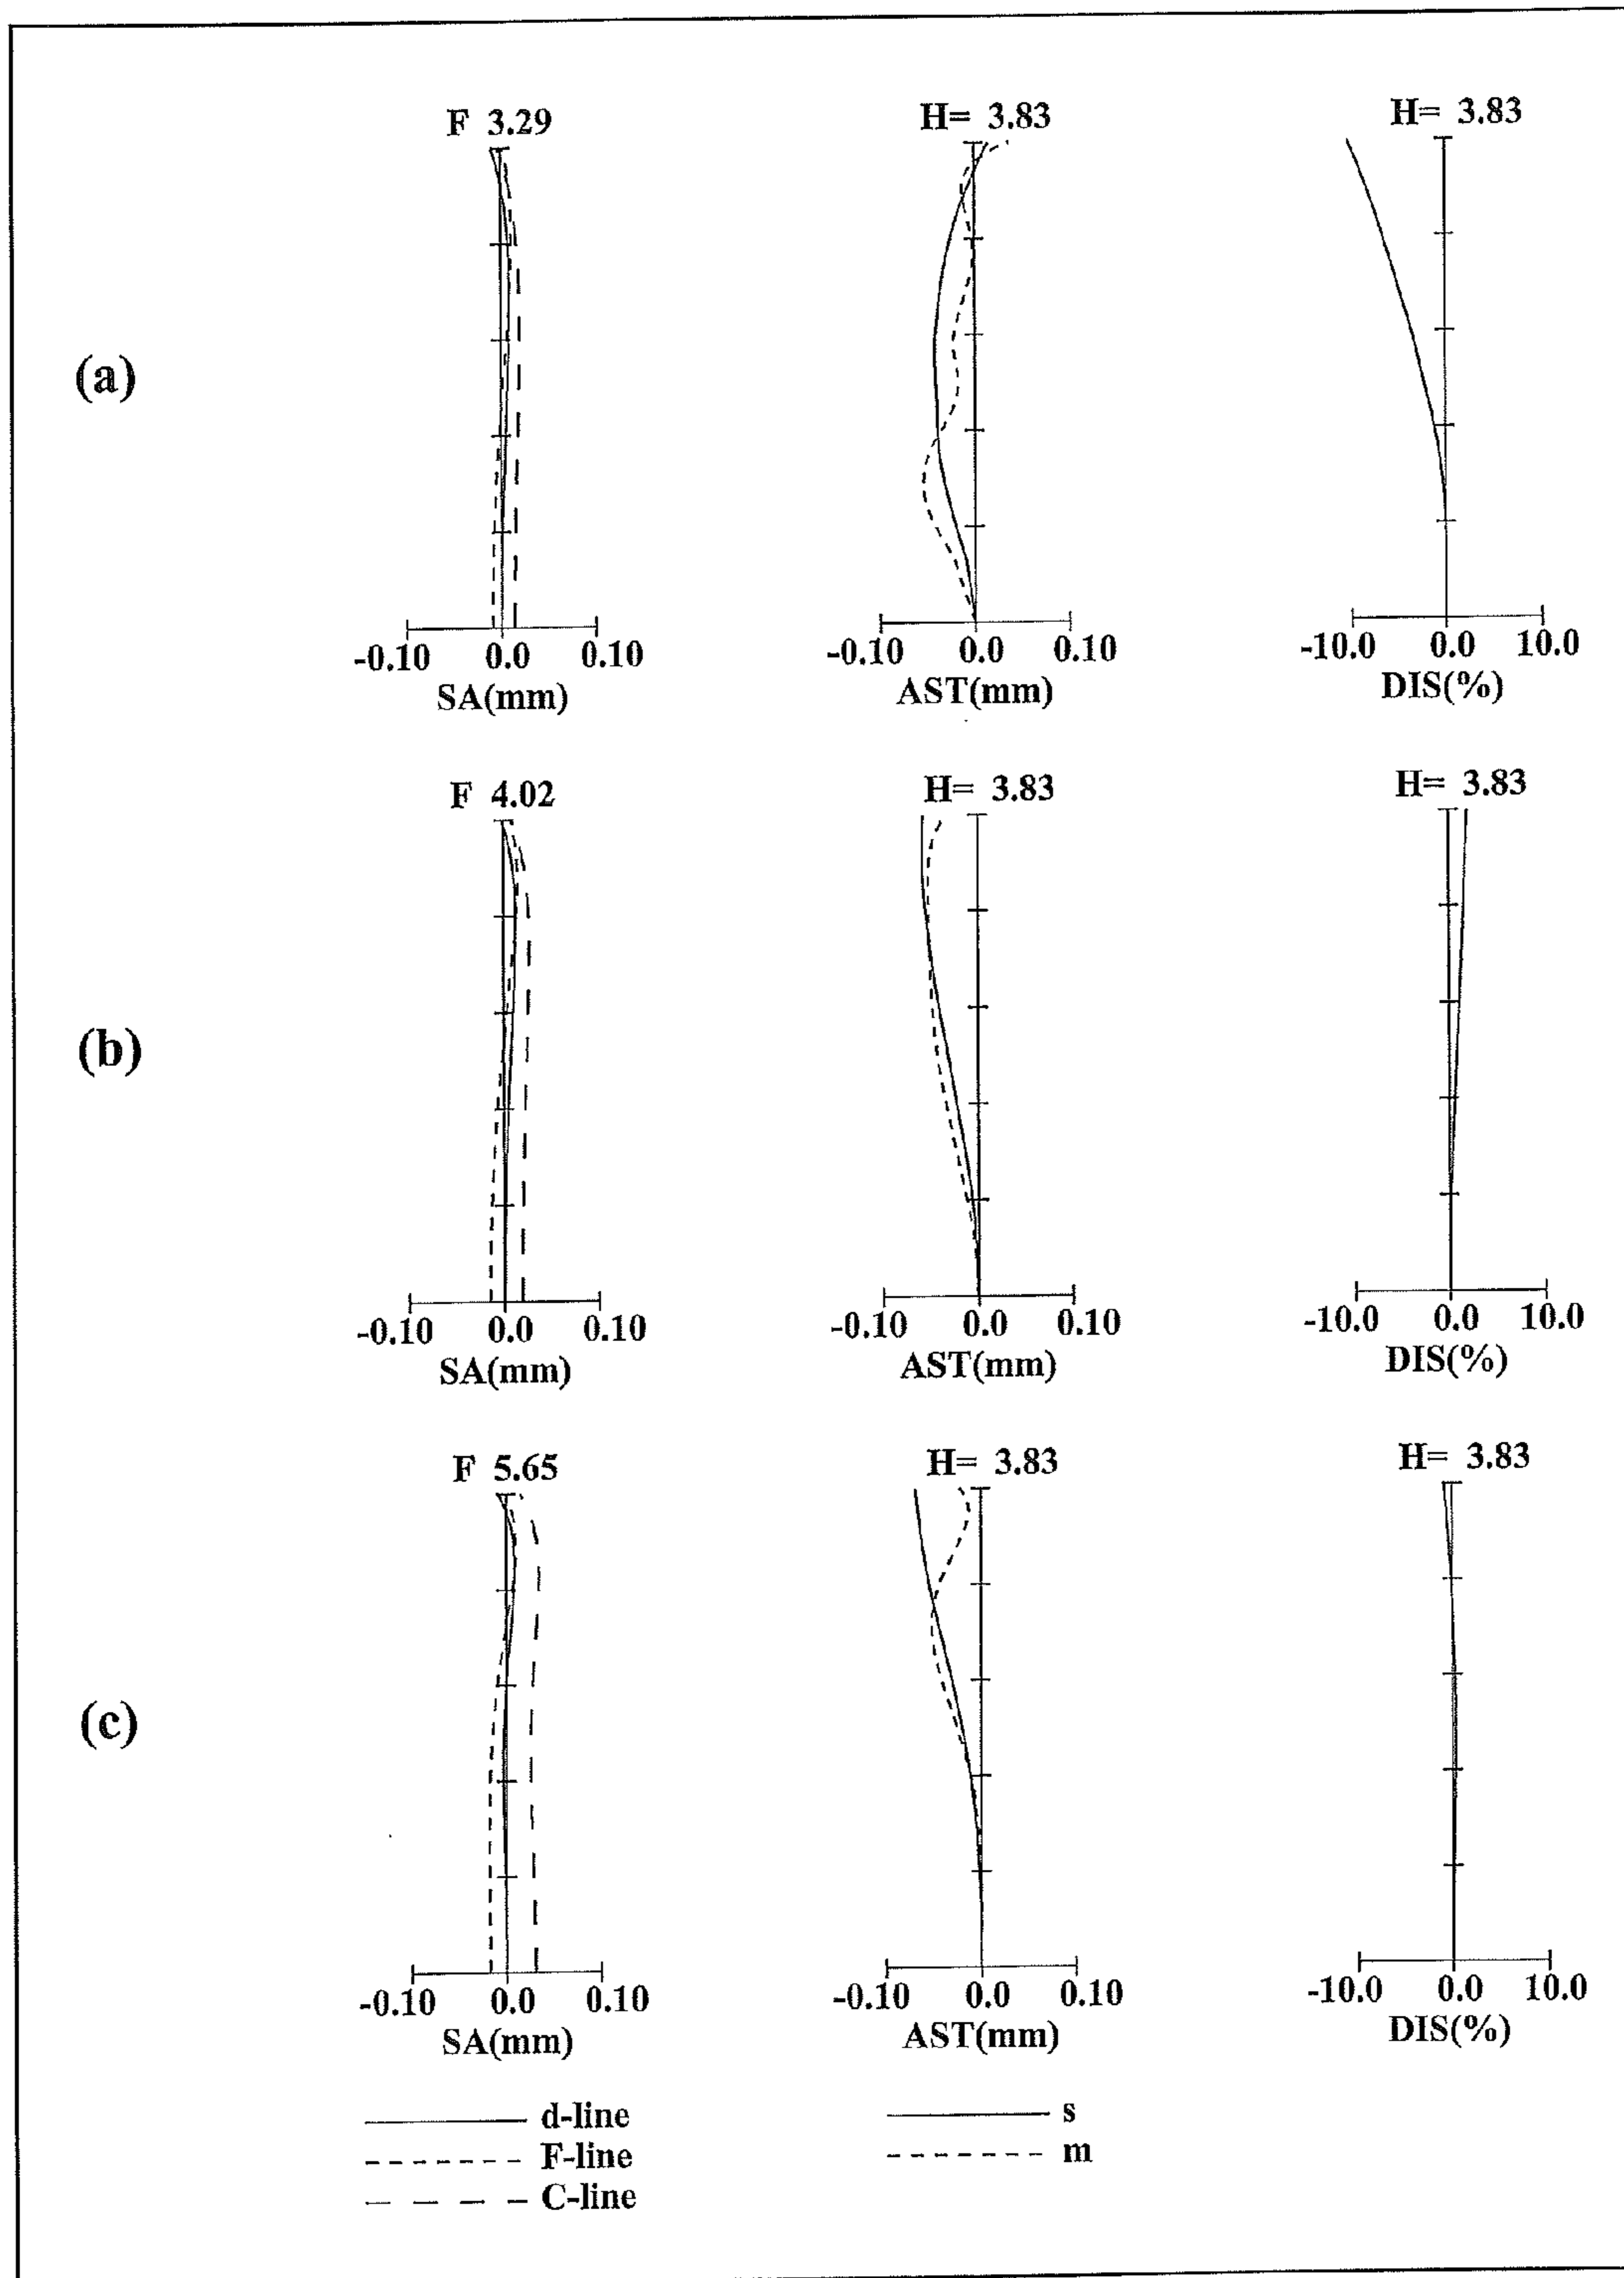 (a)
F 3.29
H= 3.83
H= 3.83
-0.10 0.0 0.10
SA(mm)
-0.10 0.0 0.10
AST(mm)
-10.0 0.0 10.0
DIS(%)
(b)
F 4.02
H= 3.83
H= 3.83
-0.10 0.0 0.10
SA(mm)
-0.10 0.0 0.10
AST(mm)
-10.0 0.0 10.0
DIS(%)
(c)
F 5.65
H= 3.83
H= 3.83
-0.10 0.0 0.10
SA(mm)
-0.10 0.0 0.10
AST(mm)
-10.0 0.0 10.0
DIS(%)
d-line
F-line
C-line
s
m